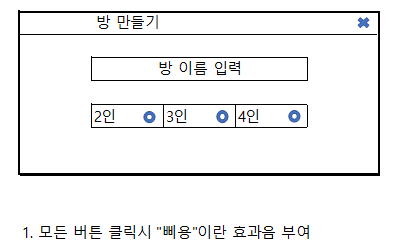 방 만들기
방 이름 입력
2인 3인 4인
1. 모든 버튼 클릭시 "삐용"이란 효과음 부여